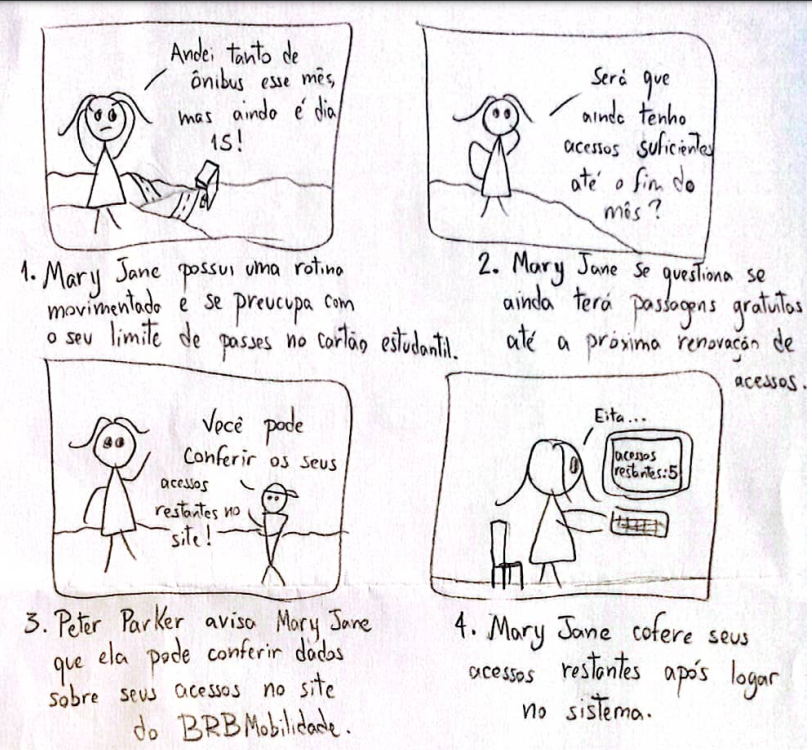 Andei tanto de
ônibus esse mês,
mas ainda é dia
15!
1. Mary Jane possui uma rotina
movimentada e se preucupa com
o seu limite de passes no cartão estudantil.
Será que
ainda tenho
acessos suficientes
até o fim do
mês?
2. Mary Jane se questiona se
ainda terá passagens gratuitas
até a próxima renovação de
acessos.
Você pode
conferir os seus
acessos
restantes no
site!
3. Peter Parker avisa Mary Jane
que ela pode conferir dados
sobre seus acessos no site
do BRBMobilidade.
Eita...
acessos
restantes:5
4. Mary Jane cofere seus
acessos restantes após logar
no sistema.